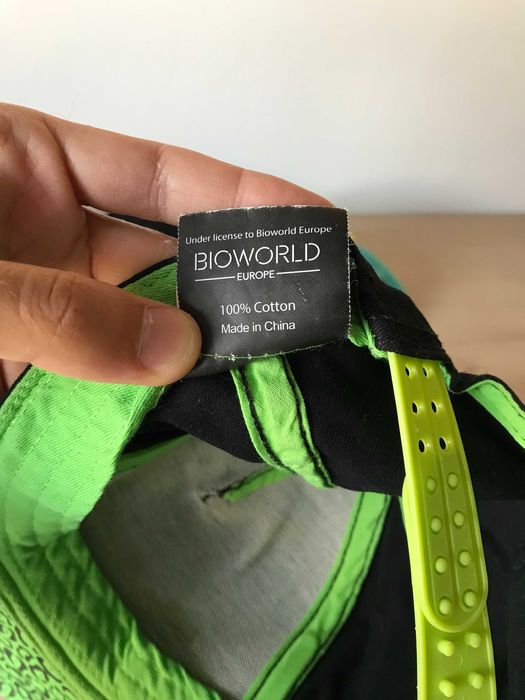 Under license to Bioworld Europe
BIOWORLD
EUROPE
100% Cotton
Made in China